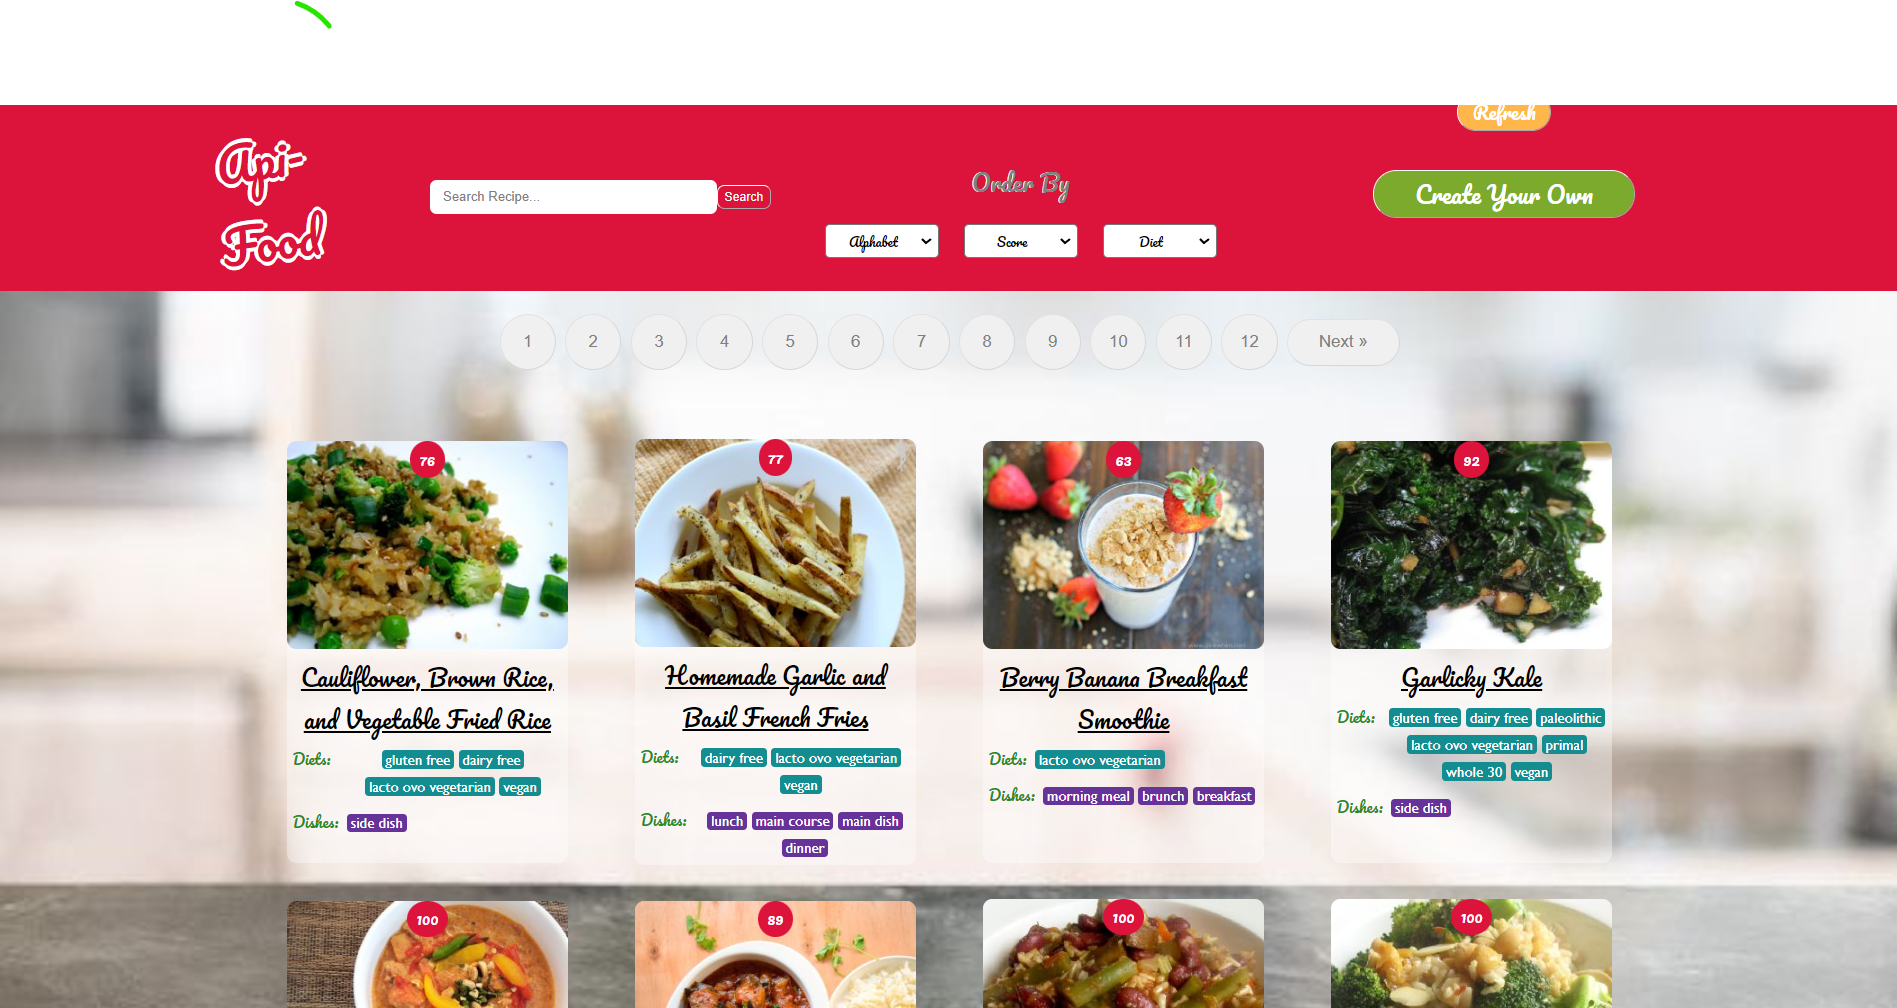 Refresh
Api-
Food
Search Recipe...
Search
Order By
Create Your Own
Alphabet
Score
Diet
1 2 3 4 5 6 7 8 9 10 11 12 Next »
76
Cauliflower, Brown Rice,
and Vegetable Fried Rice
Diets: gluten free dairy free
lacto ovo vegetarian vegan
Dishes: side dish
77
Homemade Garlic and
Basil French Fries
Diets: dairy free lacto ovo vegetarian
vegan
Dishes: lunch main course main dish
dinner
63
Berry Banana Breakfast
Smoothie
Diets: lacto ovo vegetarian
Dishes: morning meal brunch breakfast
92
Garlicky Kale
Diets: gluten free dairy free paleolithic
lacto ovo vegetarian primal
whole 30 vegan
Dishes: side dish
100
89
100
100